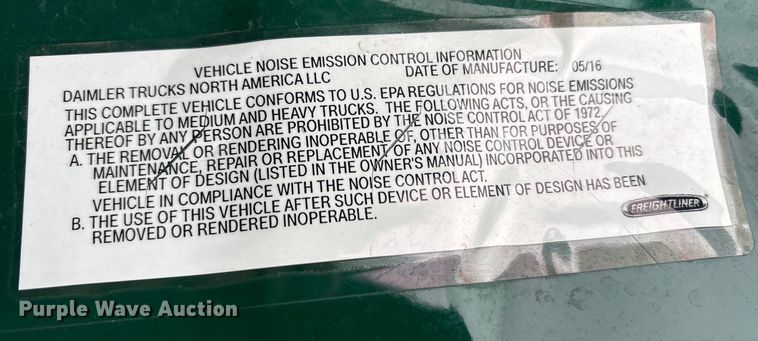 VEHICLE NOISE EMISSION CONTROL INFORMATION
DAIMLER TRUCKS NORTH AMERICA LLC DATE OF MANUFACTURE: 05/16
THIS COMPLETE VEHICLE CONFORMS TO U.S. EPA REGULATIONS FOR NOISE EMISSIONS
APPLICABLE TO MEDIUM AND HEAVY TRUCKS. THE FOLLOWING ACTS, OR THE CAUSING
THEREOF BY ANY PERSON ARE PROHIBITED BY THE NOISE CONTROL ACT OF 1972.
A. THE REMOVAL OR RENDERING INOPERABLE OF, OTHER THAN FOR PURPOSES OF
MAINTENANCE, REPAIR OR REPLACEMENT OF ANY NOISE CONTROL DEVICE OR
ELEMENT OF DESIGN (LISTED IN THE OWNER'S MANUAL) INCORPORATED INTO THIS
VEHICLE IN COMPLIANCE WITH THE NOISE CONTROL ACT.
B. THE USE OF THIS VEHICLE AFTER SUCH DEVICE OR ELEMENT OF DESIGN HAS BEEN
REMOVED OR RENDERED INOPERABLE.
FREIGHTLINER
Purple Wave Auction